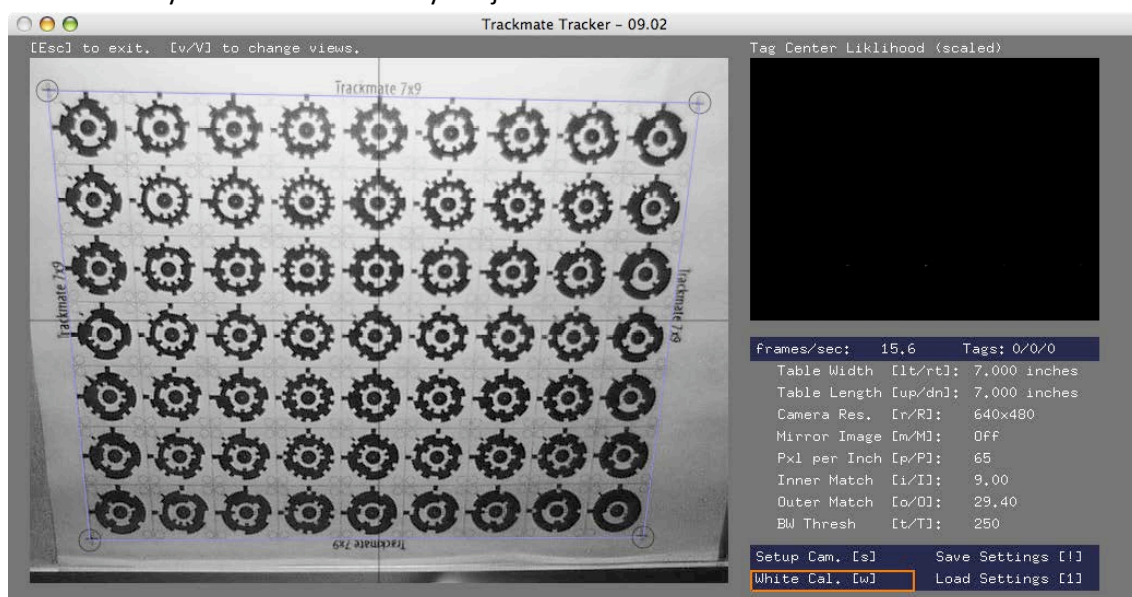 Trackmate Tracker – 09.02
[Esc] to exit. [v/V] to change views.
Tag Center Liklihood (scaled)
Trackmate 7x9
Trackmate 7x9
Trackmate 7x9
Trackmate 7x9
frames/sec: 15.6 Tags: 0/0/0
Table Width [lt/rt]: 7.000 inches
Table Length [up/dn]: 7.000 inches
Camera Res. [r/R]: 640x480
Mirror Image [m/M]: Off
Pxl per Inch [p/P]: 65
Inner Match [i/I]: 9.00
Outer Match [o/O]: 29.40
BW Thresh [t/T]: 250
Setup Cam. [s] Save Settings [!]
White Cal. [w] Load Settings [1]